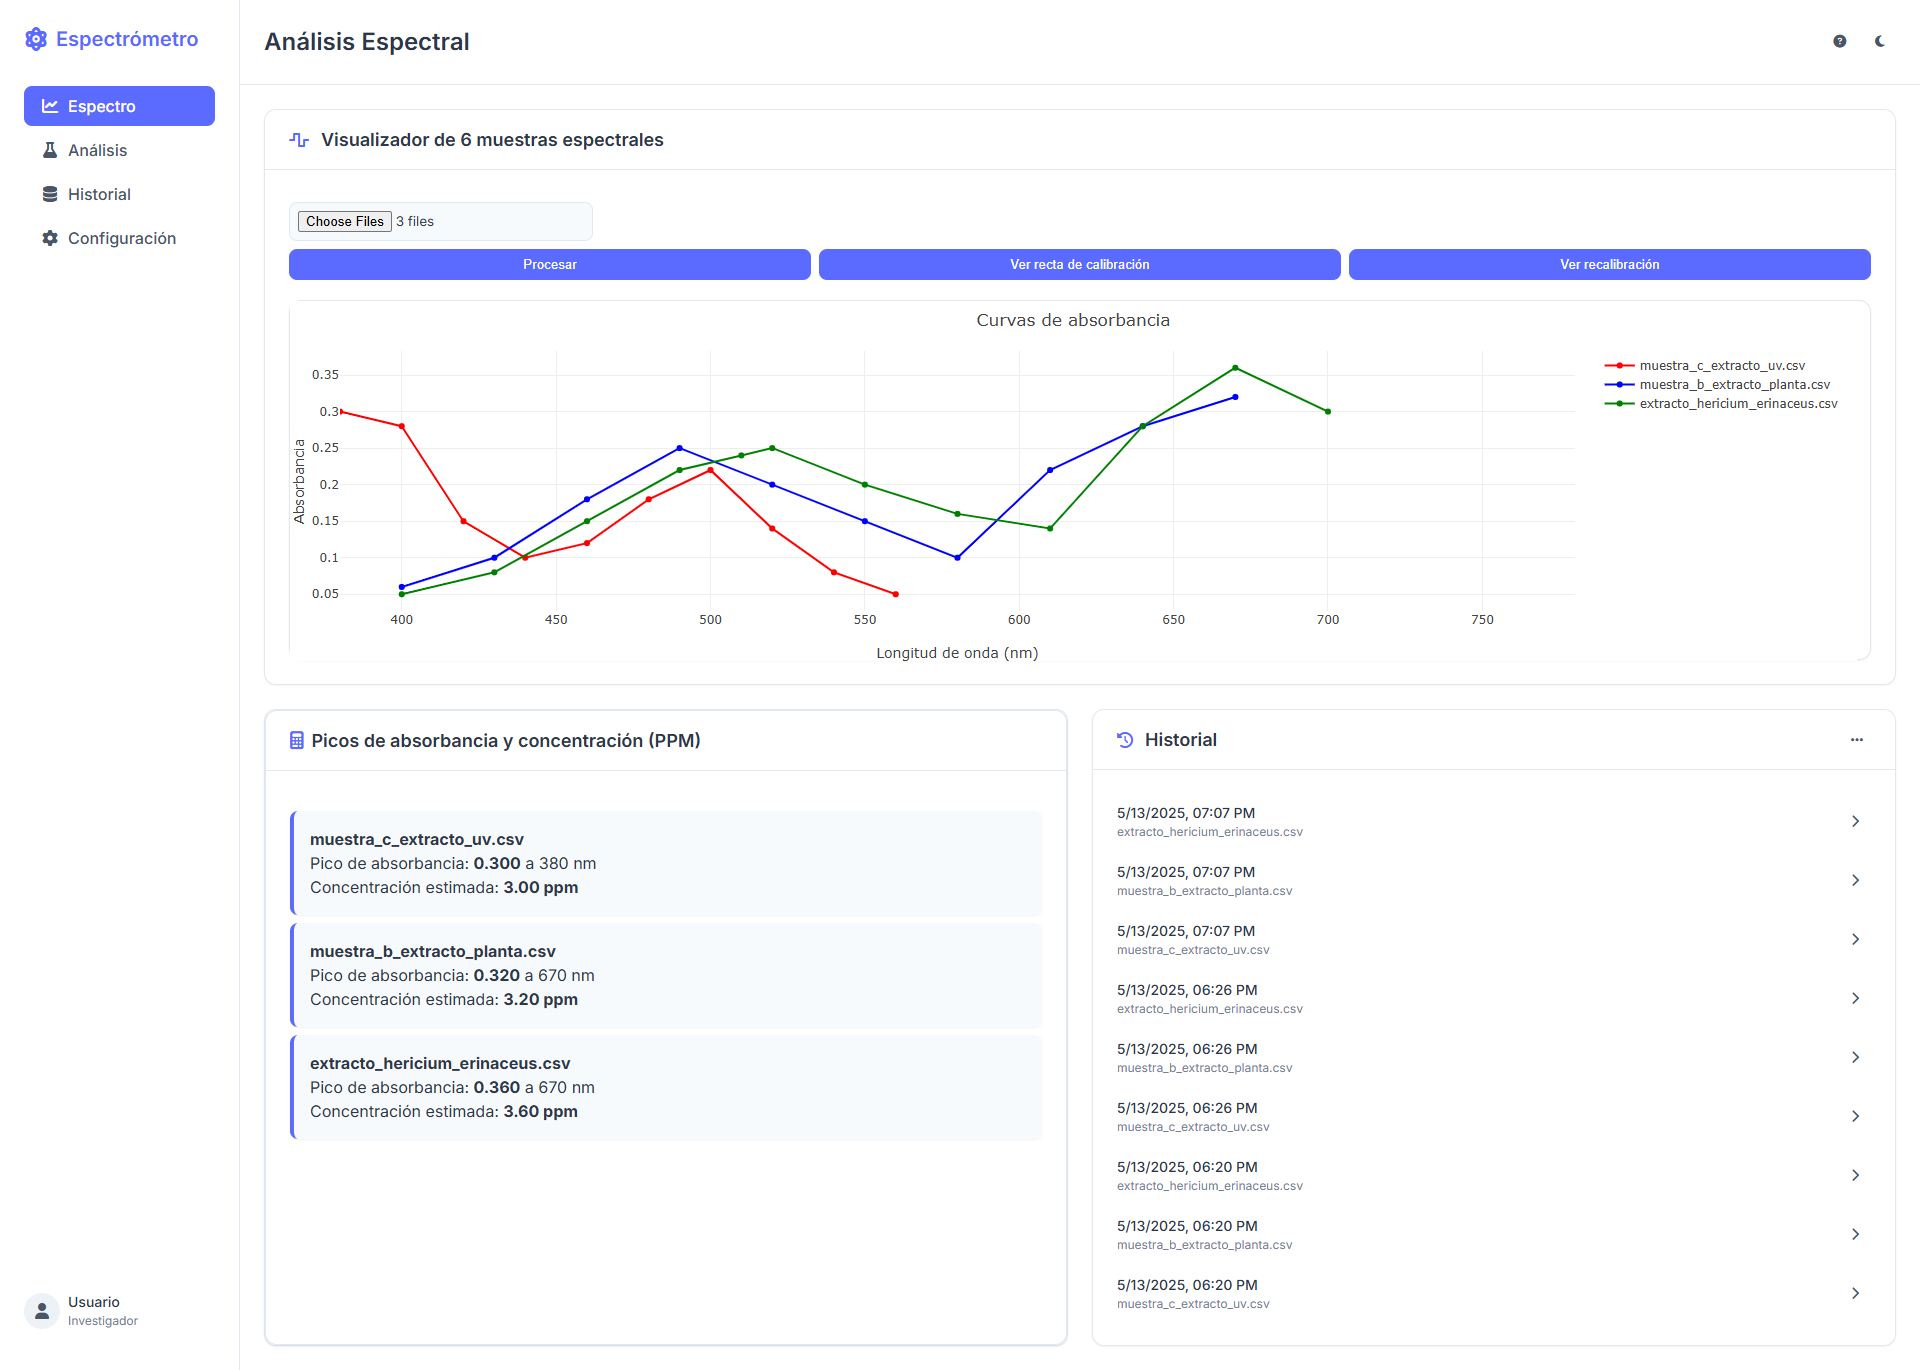 Espectrómetro
Espectro
Análisis
Historial
Configuración
Usuario
Investigador
Análisis Espectral
Visualizador de 6 muestras espectrales
Choose Files 3 files
Procesar
Ver recta de calibración
Ver recalibración
Curvas de absorbancia
Absorbancia
0.35
0.3
0.25
0.2
0.15
0.1
0.05
400 450 500 550 600 650 700 750
Longitud de onda (nm)
muestra_c_extracto_uv.csv
muestra_b_extracto_planta.csv
extracto_hericium_erinaceus.csv
Picos de absorbancia y concentración (PPM)
muestra_c_extracto_uv.csv
Pico de absorbancia: 0.300 a 380 nm
Concentración estimada: 3.00 ppm
muestra_b_extracto_planta.csv
Pico de absorbancia: 0.320 a 670 nm
Concentración estimada: 3.20 ppm
extracto_hericium_erinaceus.csv
Pico de absorbancia: 0.360 a 670 nm
Concentración estimada: 3.60 ppm
Historial
5/13/2025, 07:07 PM
extracto_hericium_erinaceus.csv
5/13/2025, 07:07 PM
muestra_b_extracto_planta.csv
5/13/2025, 07:07 PM
muestra_c_extracto_uv.csv
5/13/2025, 06:26 PM
extracto_hericium_erinaceus.csv
5/13/2025, 06:26 PM
muestra_b_extracto_planta.csv
5/13/2025, 06:26 PM
muestra_c_extracto_uv.csv
5/13/2025, 06:20 PM
extracto_hericium_erinaceus.csv
5/13/2025, 06:20 PM
muestra_b_extracto_planta.csv
5/13/2025, 06:20 PM
muestra_c_extracto_uv.csv